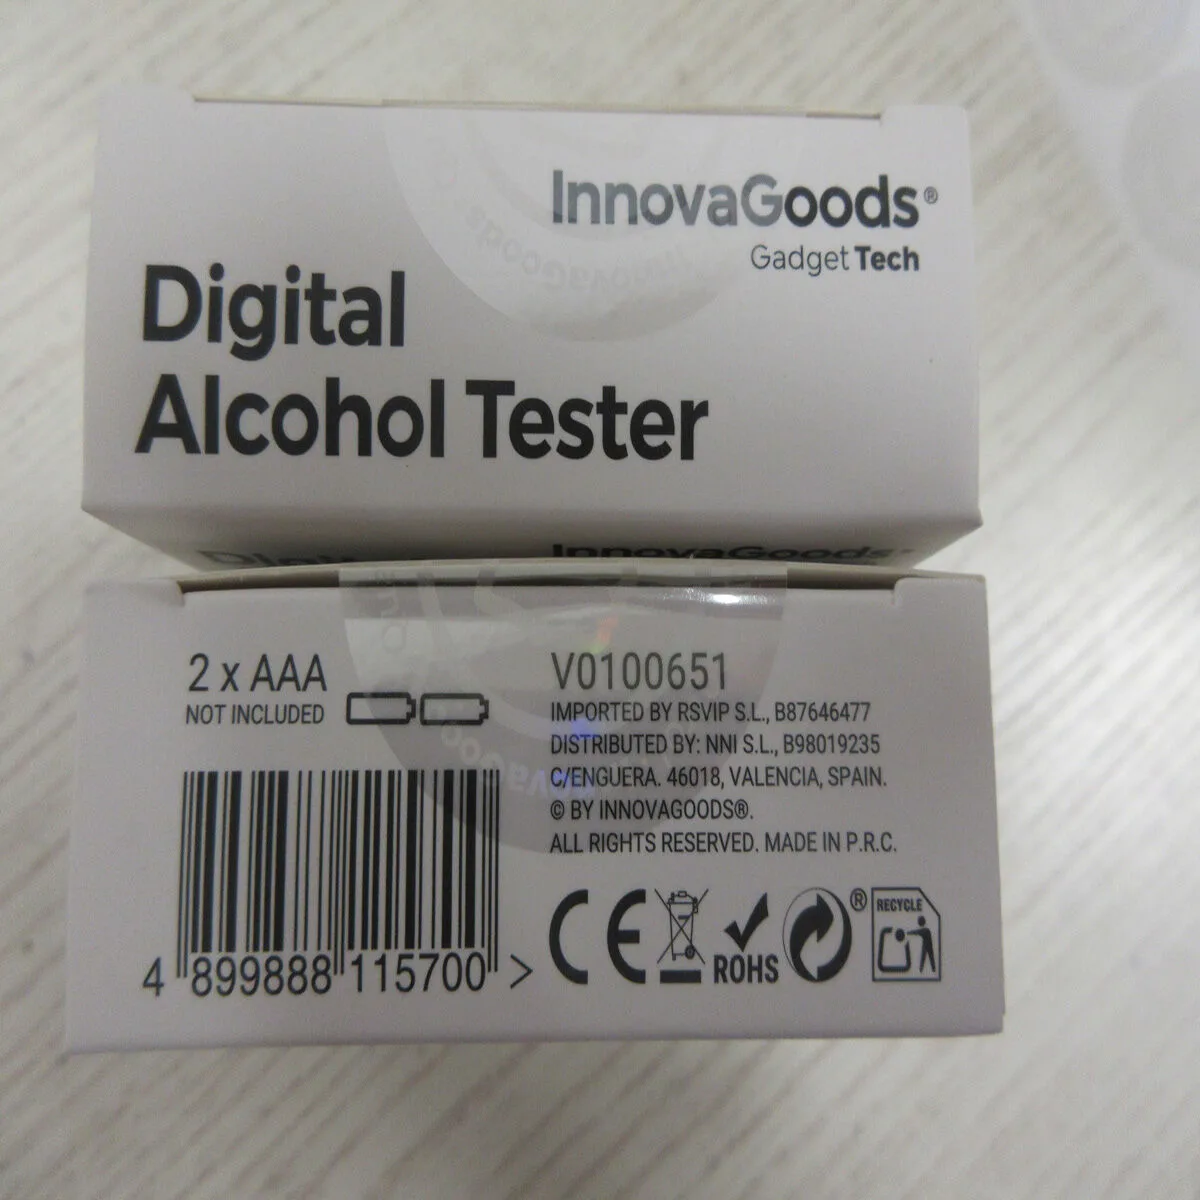 InnovaGoods®
Gadget Tech
Digital
Alcohol Tester
InnovaGoods
InnovaGoods®
2 x AAA
NOT INCLUDED
V0100651
IMPORTED BY RSVIP S.L., B87646477
DISTRIBUTED BY: NNI S.L., B98019235
C/ENGUERA. 46018, VALENCIA, SPAIN.
© BY INNOVAGOODS®.
ALL RIGHTS RESERVED. MADE IN P.R.C.
4 899888 115700 >
CE
ROHS
®
RECYCLE